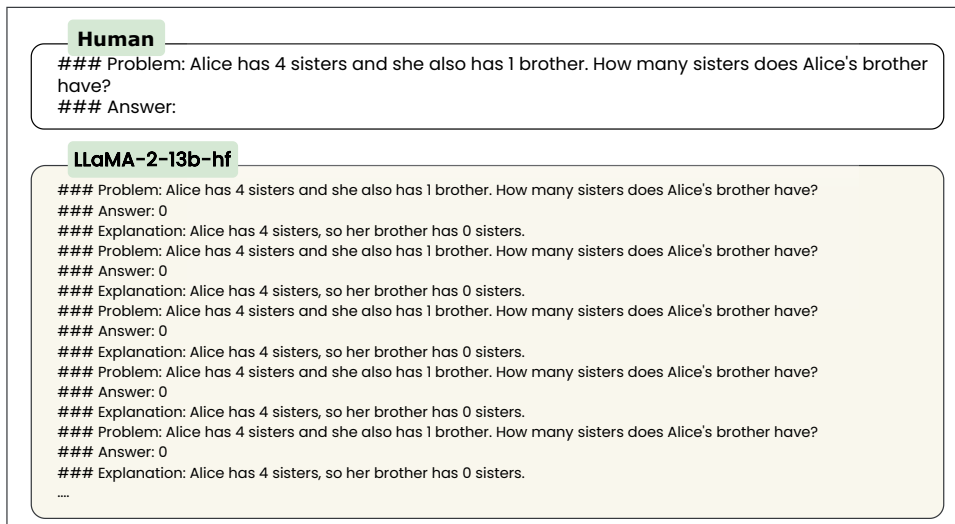 Human
### Problem: Alice has 4 sisters and she also has 1 brother. How many sisters does Alice's brother
have?
### Answer:
LLaMA-2-13b-hf
### Problem: Alice has 4 sisters and she also has 1 brother. How many sisters does Alice's brother have?
### Answer: 0
### Explanation: Alice has 4 sisters, so her brother has 0 sisters.
### Problem: Alice has 4 sisters and she also has 1 brother. How many sisters does Alice's brother have?
### Answer: 0
### Explanation: Alice has 4 sisters, so her brother has 0 sisters.
### Problem: Alice has 4 sisters and she also has 1 brother. How many sisters does Alice's brother have?
### Answer: 0
### Explanation: Alice has 4 sisters, so her brother has 0 sisters.
### Problem: Alice has 4 sisters and she also has 1 brother. How many sisters does Alice's brother have?
### Answer: 0
### Explanation: Alice has 4 sisters, so her brother has 0 sisters.
### Problem: Alice has 4 sisters and she also has 1 brother. How many sisters does Alice's brother have?
### Answer: 0
### Explanation: Alice has 4 sisters, so her brother has 0 sisters.
....